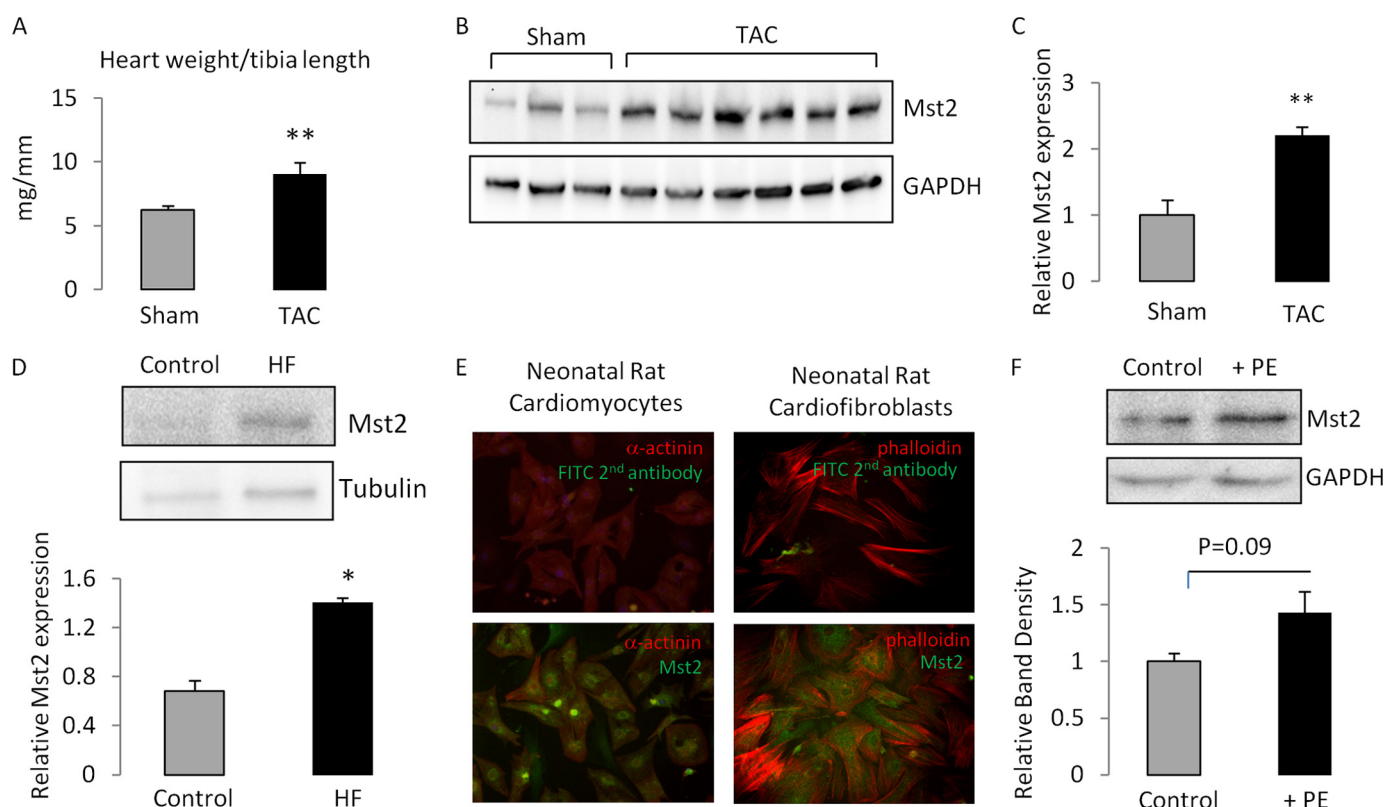 A
Heart weight/tibia length
mg/mm
15
10
5
0
**
Sham
TAC
B
Sham
TAC
Mst2
GAPDH
C
Relative Mst2 expression
3
2
1
0
**
Sham
TAC
D
Control
HF
Mst2
Tubulin
Relative Mst2 expression
1.6
1.2
0.8
0.4
0
*
Control
HF
E
Neonatal Rat
Cardiomyocytes
Neonatal Rat
Cardiofibroblasts
α-actinin
FITC 2nd antibody
phalloidin
FITC 2nd antibody
α-actinin
Mst2
phalloidin
Mst2
F
Control
+ PE
Mst2
GAPDH
Relative Band Density
2
1.5
1
0.5
0
P=0.09
Control
+ PE